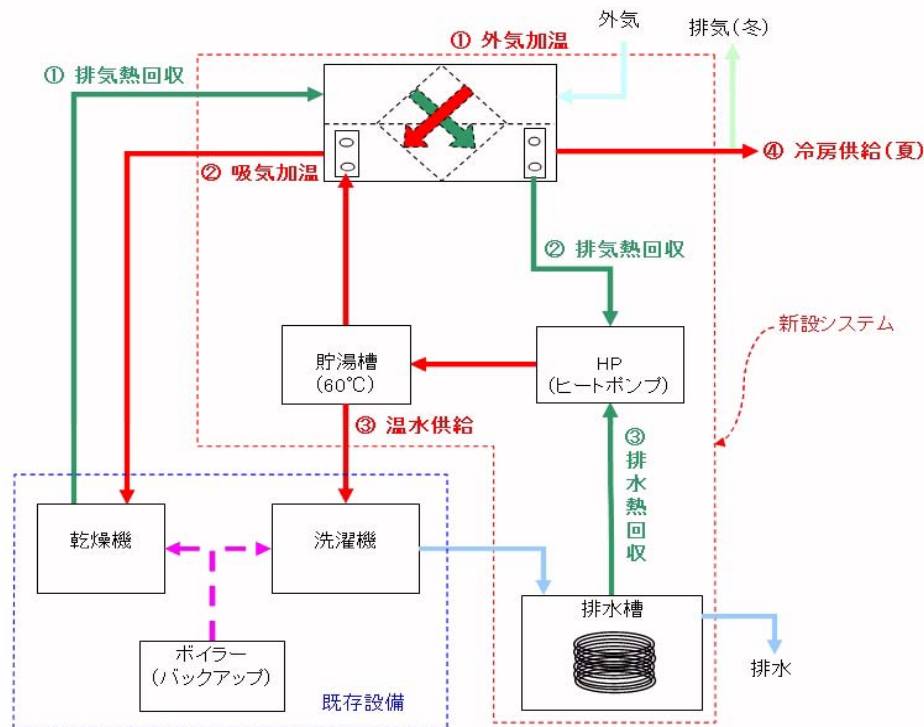 外気
排気(冬)
① 外気加温
① 排気熱回収
② 吸気加温
④ 冷房供給(夏)
② 排気熱回収
新設システム
貯湯槽
(60℃)
HP
(ヒートポンプ)
③ 温水供給
③
排
水
熱
回
収
乾燥機
洗濯機
排水槽
ボイラー
(バックアップ)
既存設備
排水